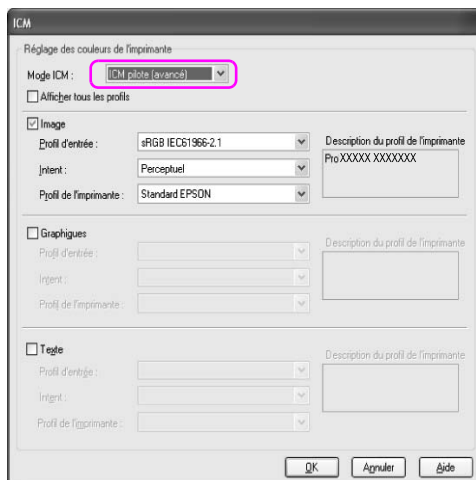 ICM
Réglage des couleurs de l'imprimante
Mode ICM : ICM pilote (avancé)
Afficher tous les profils
Image
Profil d'entrée : sRGB IEC61966-2.1
Description du profil de l'imprimante
ProXXXXX XXXXXXX
Intent : Perceptuel
Profil de l'imprimante : Standard EPSON
Graphigues
Profil d'entrée :
Description du profil de l'imprimante
Intent :
Profil de l'imprimante :
Texte
Profil d'entrée :
Description du profil de l'imprimante
Intent :
Profil de l'imprimante :
OK Annuler Aide